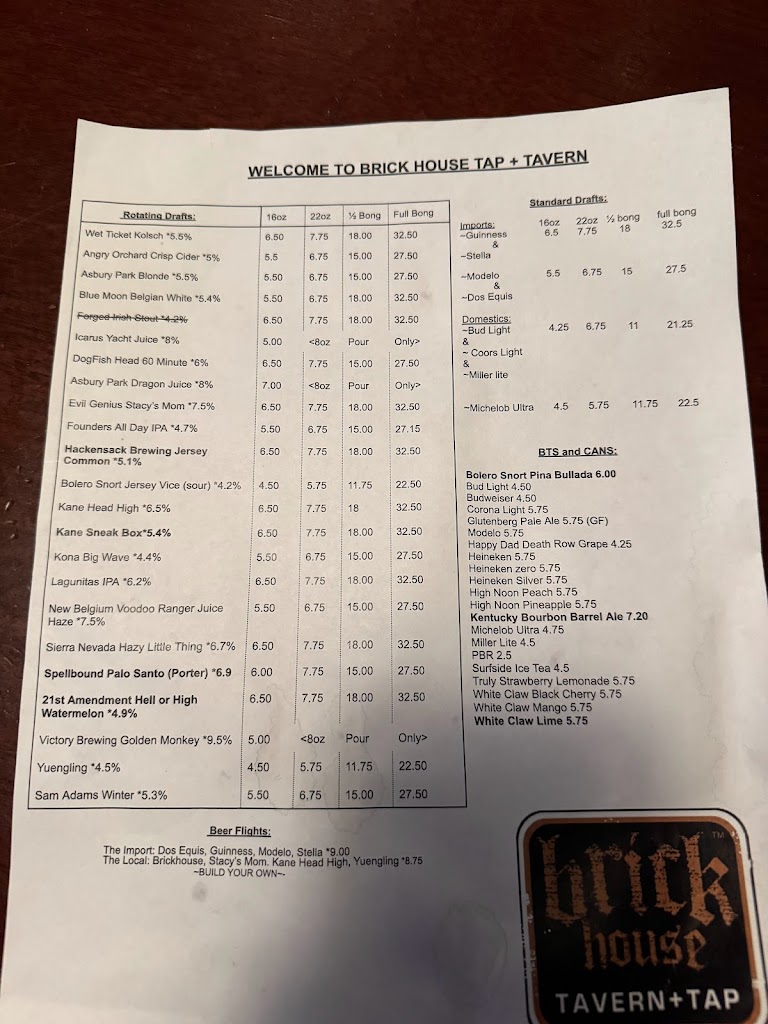 WELCOME TO BRICK HOUSE TAP + TAVERN
Rotating Drafts: 16oz 22oz ½ Bong Full Bong
Wet Ticket Kolsch *5.5% 6.50 7.75 18.00 32.50
Angry Orchard Crisp Cider *5% 5.5 6.75 15.00 27.50
Asbury Park Blonde *5.5% 5.50 6.75 15.00 27.50
Blue Moon Belgian White *5.4% 5.50 6.75 18.00 32.50
Forged Irish Stout *4.2% 6.50 7.75 18.00 32.50
Icarus Yacht Juice *8% 5.00 <8oz Pour Only>
DogFish Head 60 Minute *6% 6.50 7.75 15.00 27.50
Asbury Park Dragon Juice *8% 7.00 <8oz Pour Only>
Evil Genius Stacy's Mom *7.5% 6.50 7.75 18.00 32.50
Founders All Day IPA *4.7% 5.50 6.75 15.00 27.15
Hackensack Brewing Jersey 6.50 7.75 18.00 32.50
Common *5.1%
Bolero Snort Jersey Vice (sour) *4.2% 4.50 5.75 11.75 22.50
Kane Head High *6.5% 6.50 7.75 18 32.50
Kane Sneak Box*5.4% 6.50 7.75 18.00 32.50
Kona Big Wave *4.4% 5.50 6.75 15.00 27.50
Lagunitas IPA *6.2% 6.50 7.75 18.00 32.50
New Belgium Voodoo Ranger Juice 5.50 6.75 15.00 27.50
Haze *7.5%
Sierra Nevada Hazy Little Thing *6.7% 6.50 7.75 18.00 32.50
Spellbound Palo Santo (Porter) *6.9 6.00 7.75 15.00 27.50
21st Amendment Hell or High 6.50 7.75 18.00 32.50
Watermelon *4.9%
Victory Brewing Golden Monkey *9.5% 5.00 <8oz Pour Only>
Yuengling *4.5% 4.50 5.75 11.75 22.50
Sam Adams Winter *5.3% 5.50 6.75 15.00 27.50
Beer Flights:
The Import: Dos Equis, Guinness, Modelo, Stella *9.00
The Local: Brickhouse, Stacy's Mom. Kane Head High, Yuengling *8.75
~BUILD YOUR OWN~-
Standard Drafts:
Imports: 16oz 22oz ½ bong full bong
~Guinness 6.5 7.75 18 32.5
&
~Stella
~Modelo 5.5 6.75 15 27.5
&
~Dos Equis
Domestics:
~Bud Light 4.25 6.75 11 21.25
&
~ Coors Light
&
~Miller lite
~Michelob Ultra 4.5 5.75 11.75 22.5
BTS and CANS:
Bolero Snort Pina Bullada 6.00
Bud Light 4.50
Budweiser 4.50
Corona Light 5.75
Glutenberg Pale Ale 5.75 (GF)
Modelo 5.75
Happy Dad Death Row Grape 4.25
Heineken 5.75
Heineken zero 5.75
Heineken Silver 5.75
High Noon Peach 5.75
High Noon Pineapple 5.75
Kentucky Bourbon Barrel Ale 7.20
Michelob Ultra 4.75
Miller Lite 4.5
PBR 2.5
Surfside Ice Tea 4.5
Truly Strawberry Lemonade 5.75
White Claw Black Cherry 5.75
White Claw Mango 5.75
White Claw Lime 5.75
brick TM
house
TAVERN+TAP